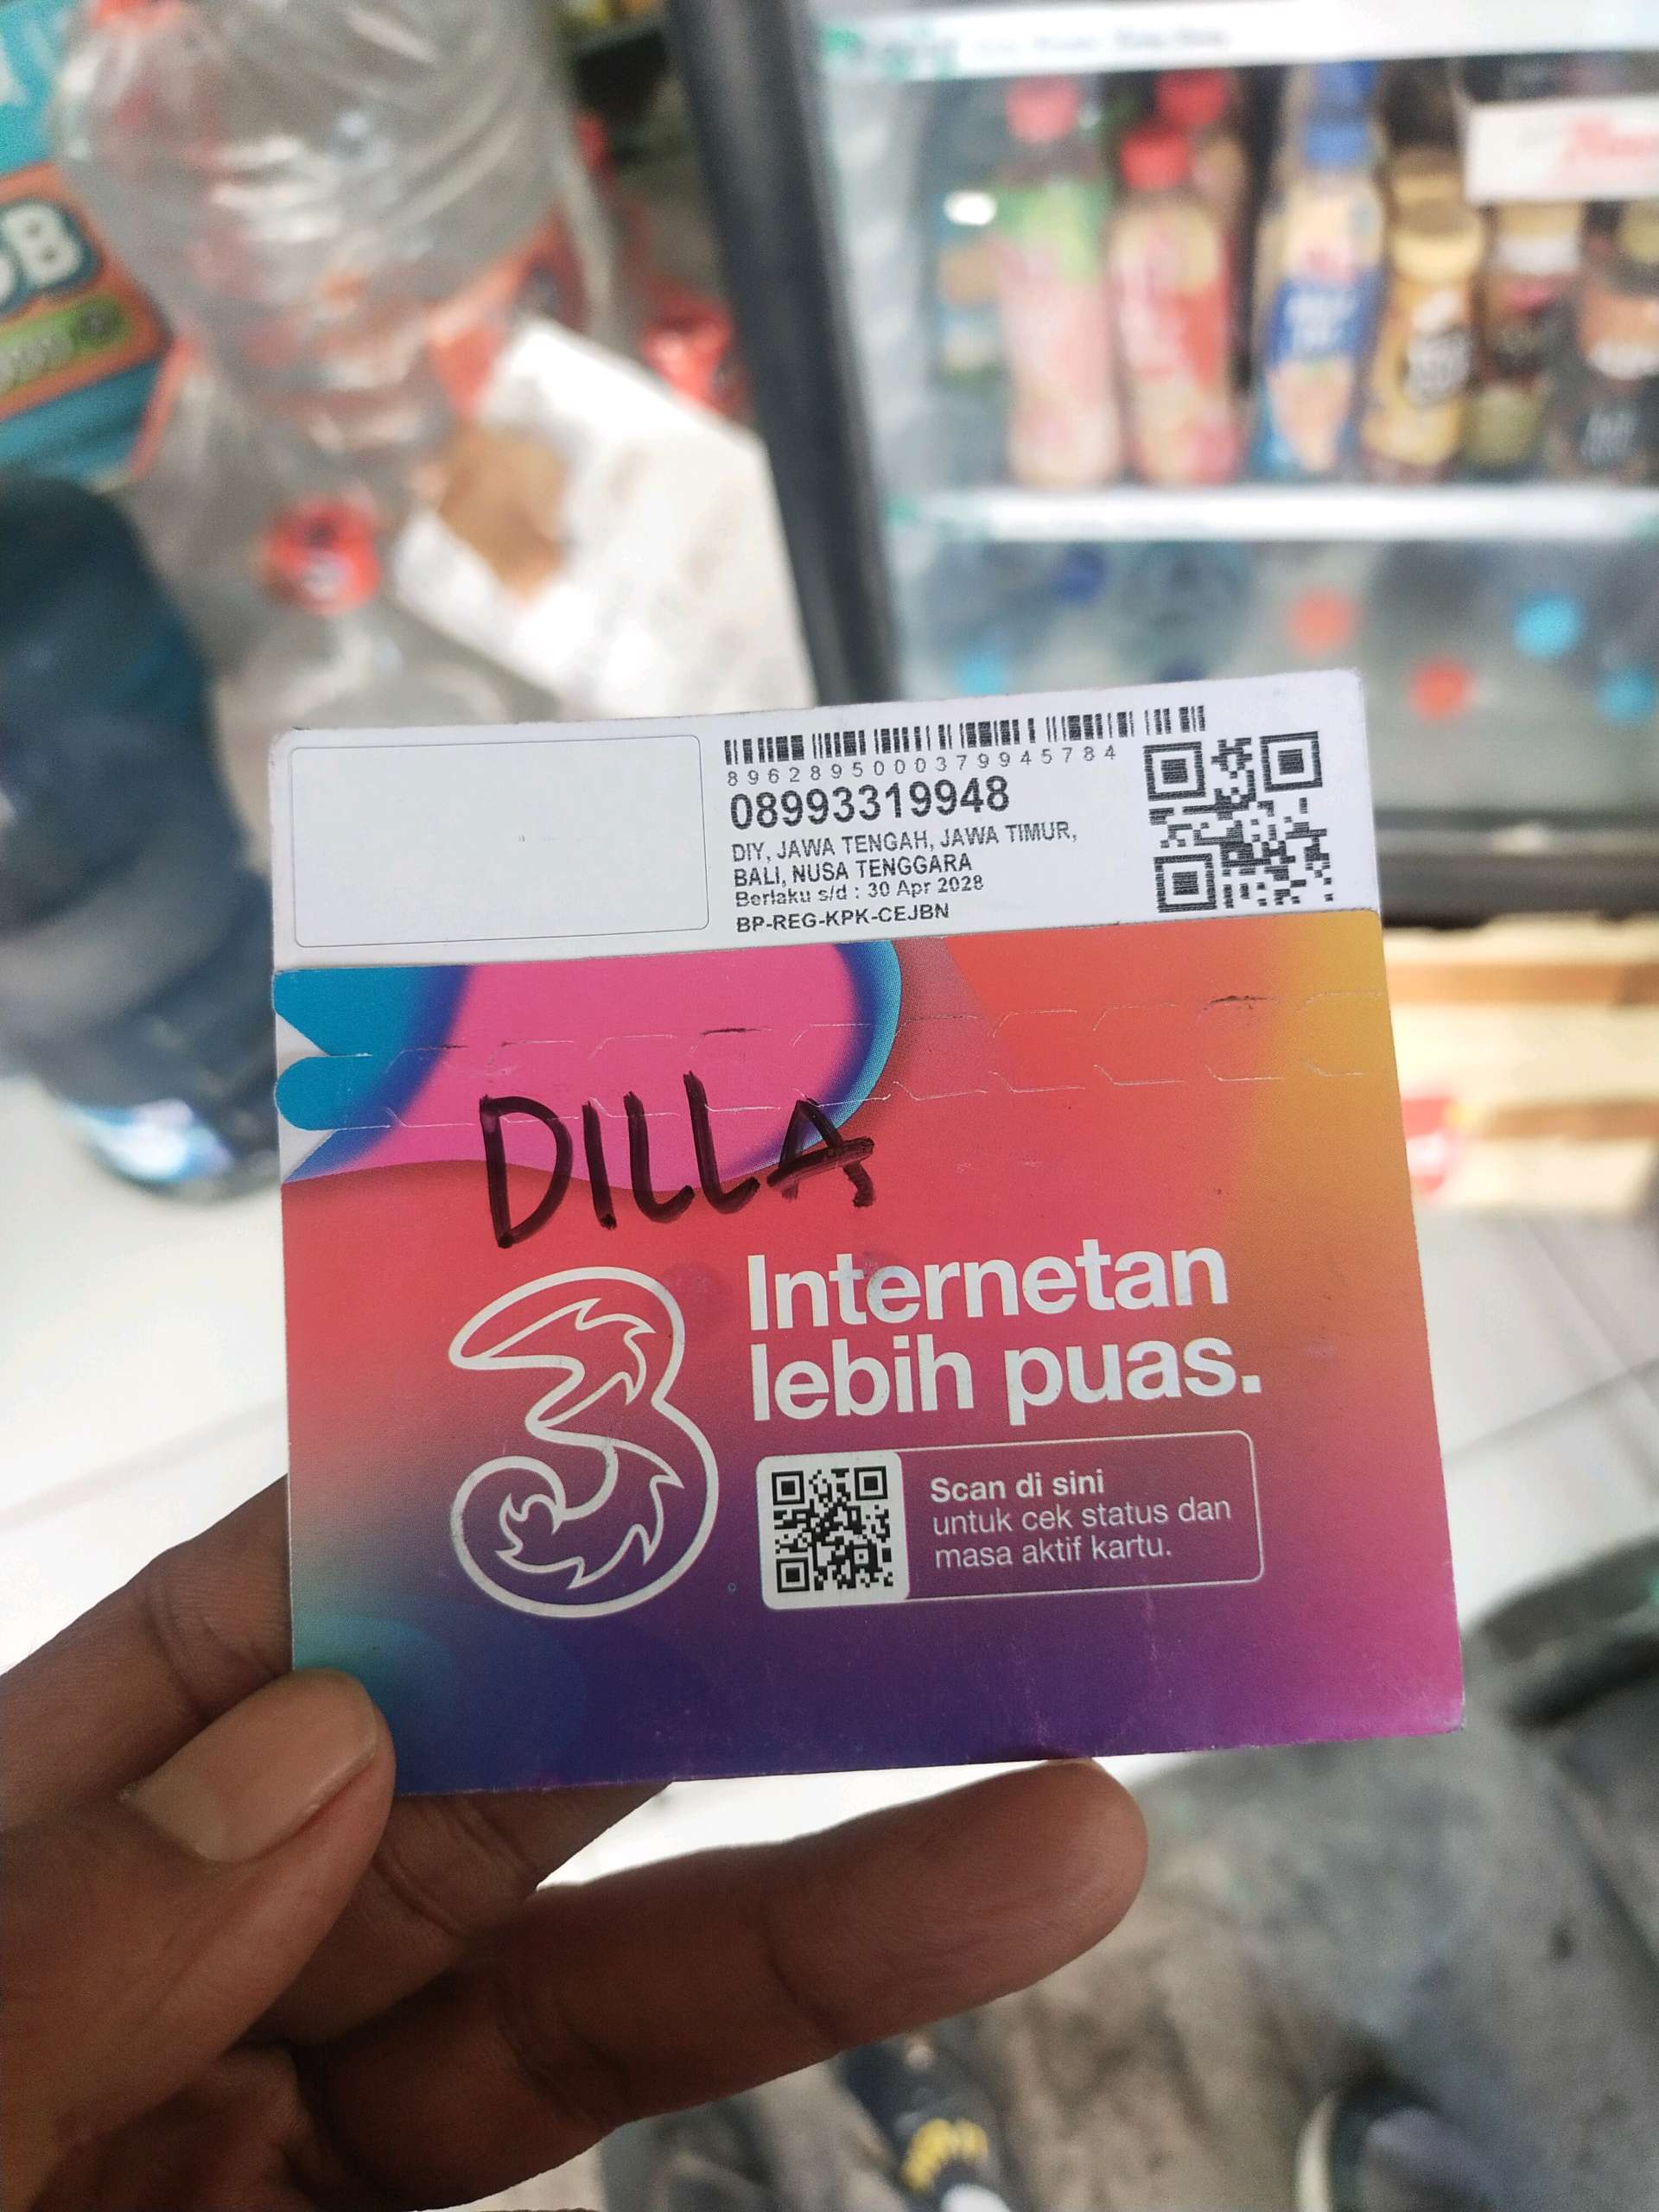 8962895000379945784
08993319948
DIY, JAWA TENGAH, JAWA TIMUR,
BALI, NUSA TENGGARA
Berlaku s/d : 30 Apr 2028
BP-REG-KPK-CEJBN
DILLA
3
Internetan
lebih puas.
Scan di sini
untuk cek status dan
masa aktif kartu.